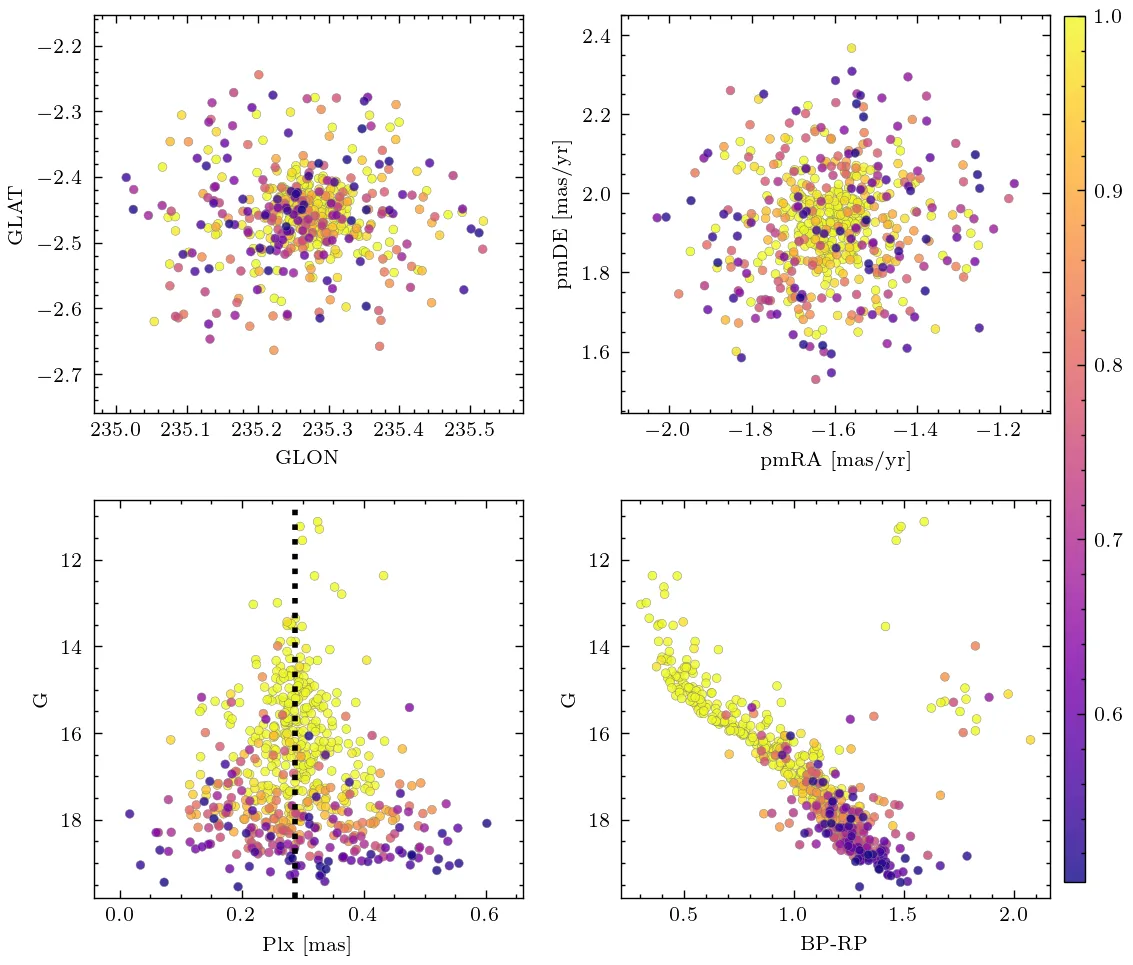 −2.2
−2.3
−2.4
−2.5
−2.6
−2.7
GLAT
235.0 235.1 235.2 235.3 235.4 235.5
GLON
2.4
2.2
2.0
1.8
1.6
pmDE [mas/yr]
−2.0 −1.8 −1.6 −1.4 −1.2
pmRA [mas/yr]
1.0
0.9
0.8
0.7
0.6
12
14
16
18
G
0.0 0.2 0.4 0.6
Plx [mas]
12
14
16
18
G
0.5 1.0 1.5 2.0
BP-RP